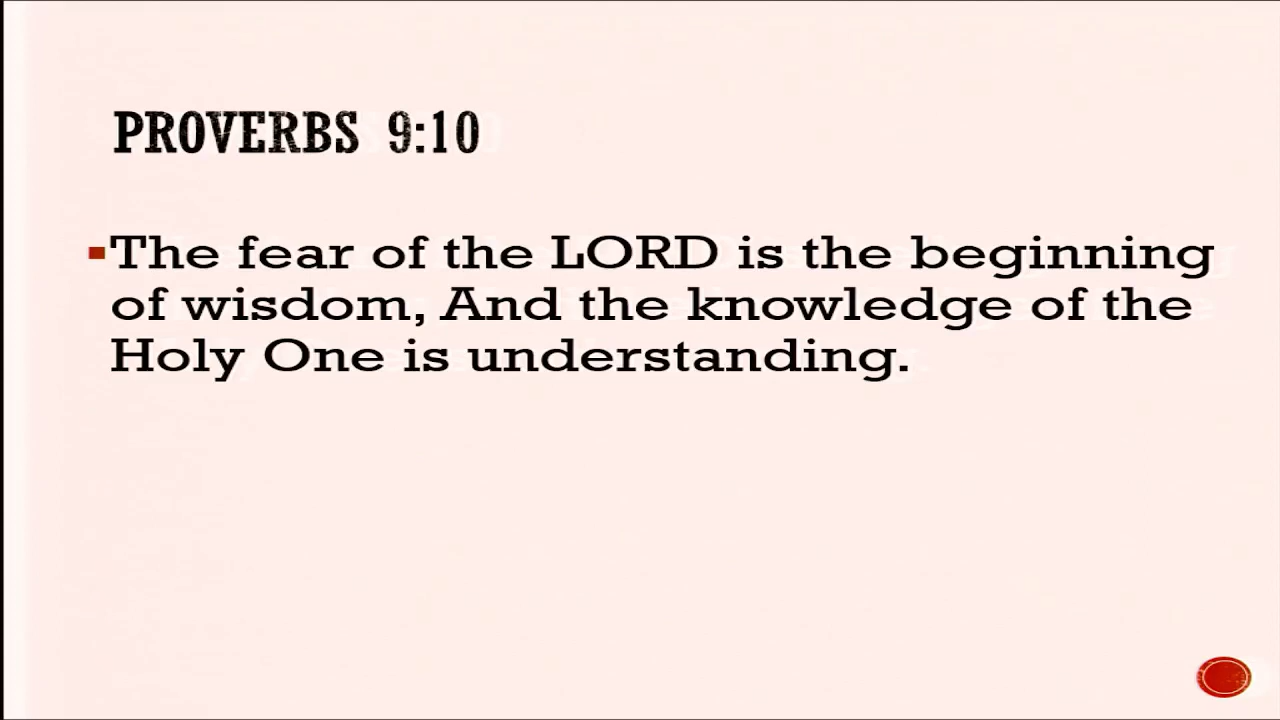 PROVERBS 9:10
▪The fear of the LORD is the beginning
of wisdom, And the knowledge of the
Holy One is understanding.